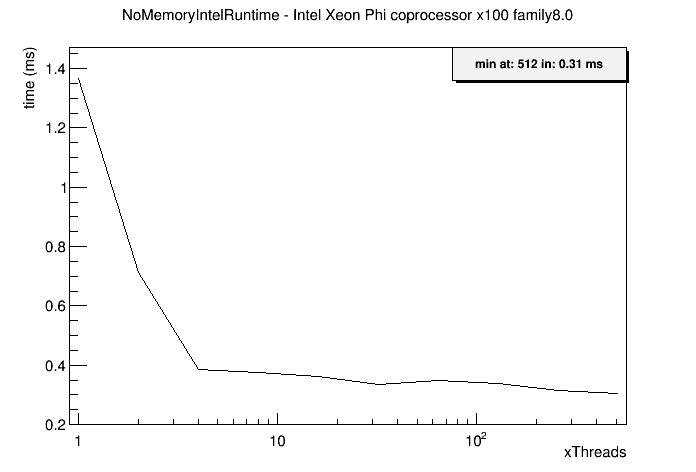 NoMemoryIntelRuntime - Intel Xeon Phi coprocessor x100 family8.0
time (ms)
min at: 512 in: 0.31 ms
1.4
1.2
1
0.8
0.6
0.4
0.2
1 10 10²
xThreads